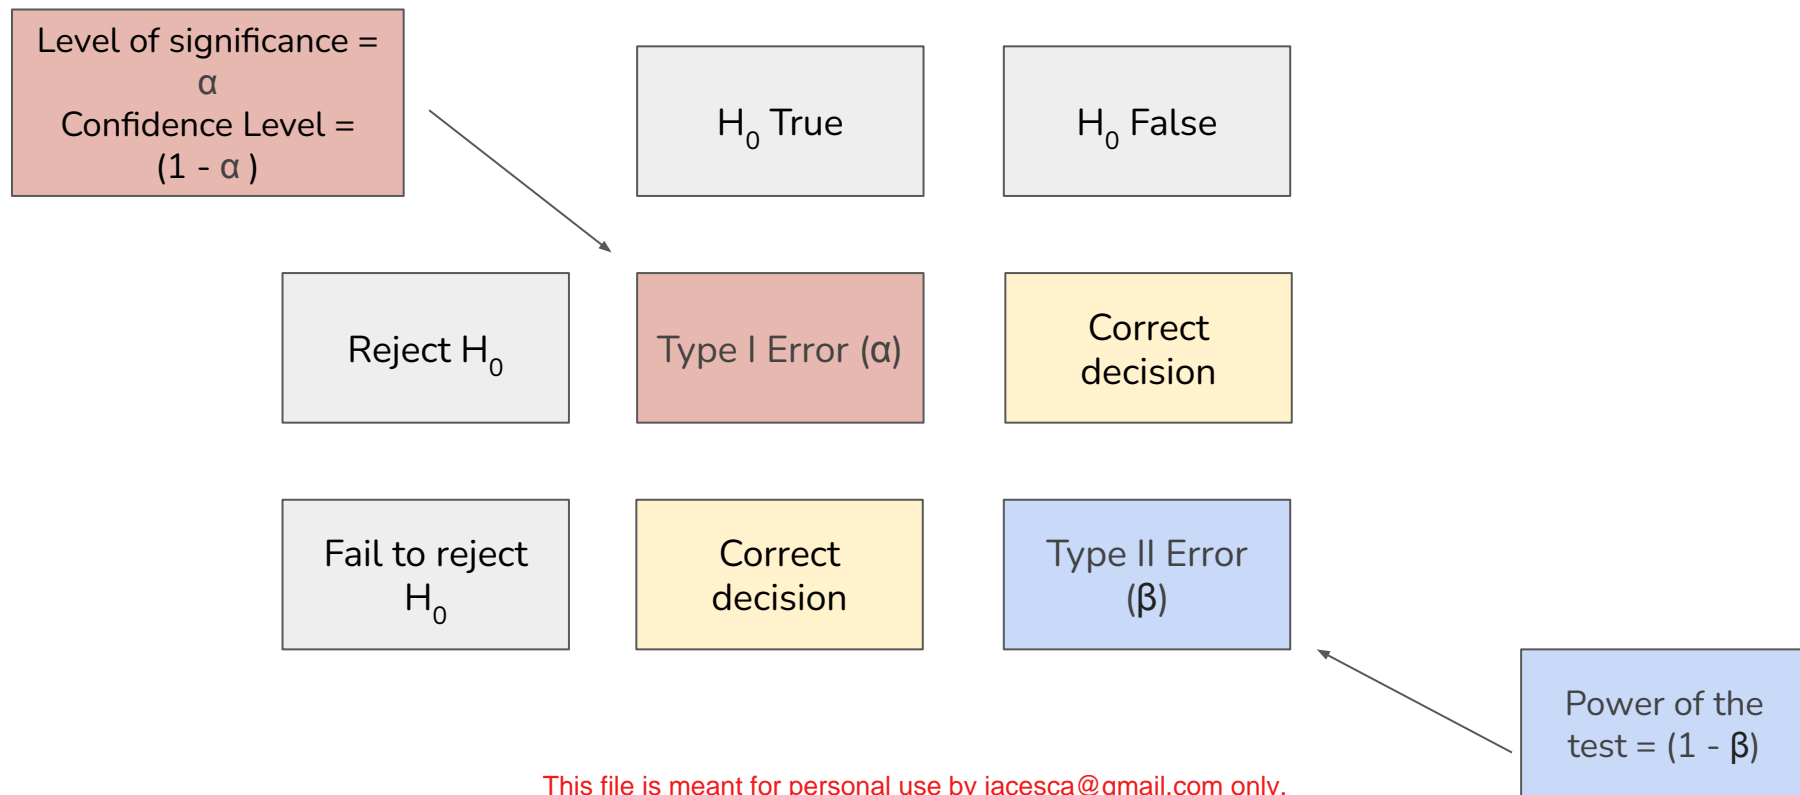 Level of significance =
α
Confidence Level =
(1 - α )
H₀ True
H₀ False
Reject H₀
Type I Error (α)
Correct
decision
Fail to reject
H₀
Correct
decision
Type II Error
(β)
Power of the
test = (1 - β)
This file is meant for personal use by iacesca@gmail.com only.